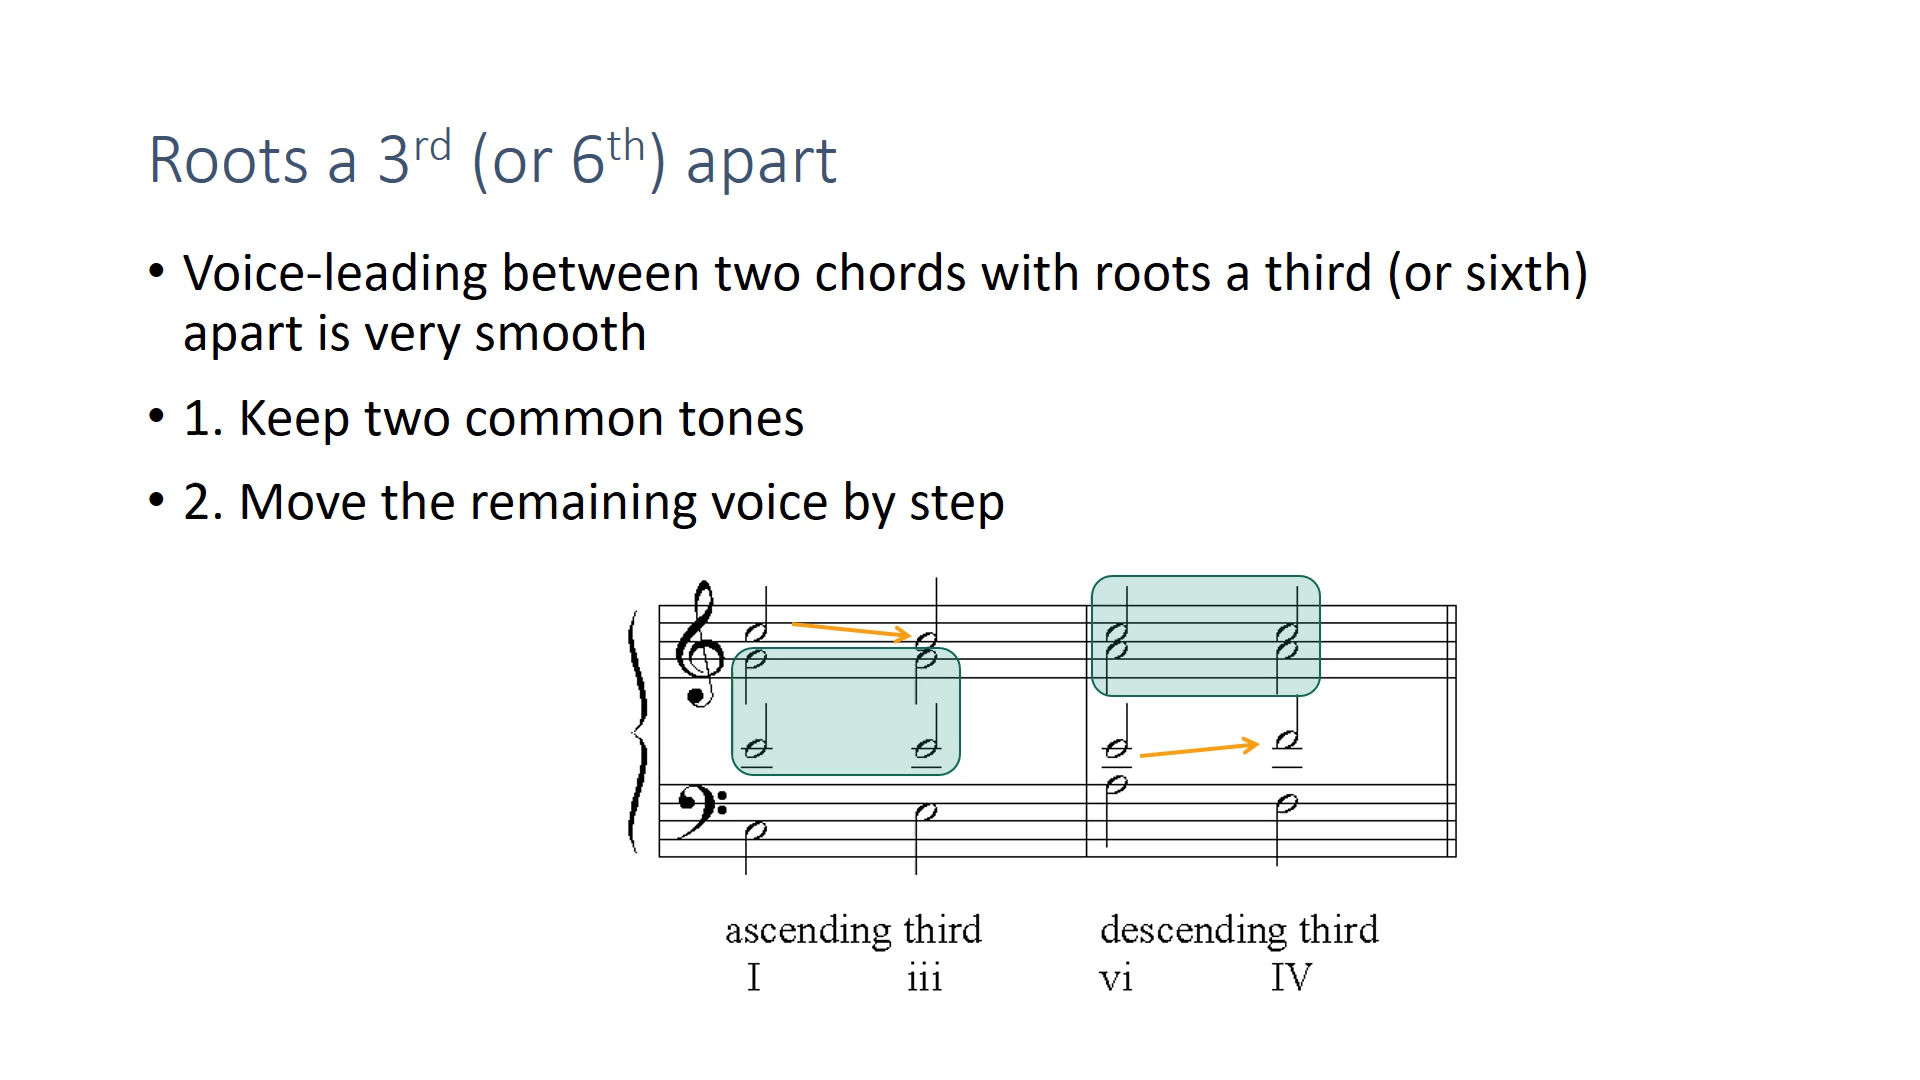 Roots a 3rd (or 6th) apart
• Voice-leading between two chords with roots a third (or sixth)
apart is very smooth
• 1. Keep two common tones
• 2. Move the remaining voice by step
ascending third descending third
I iii vi IV